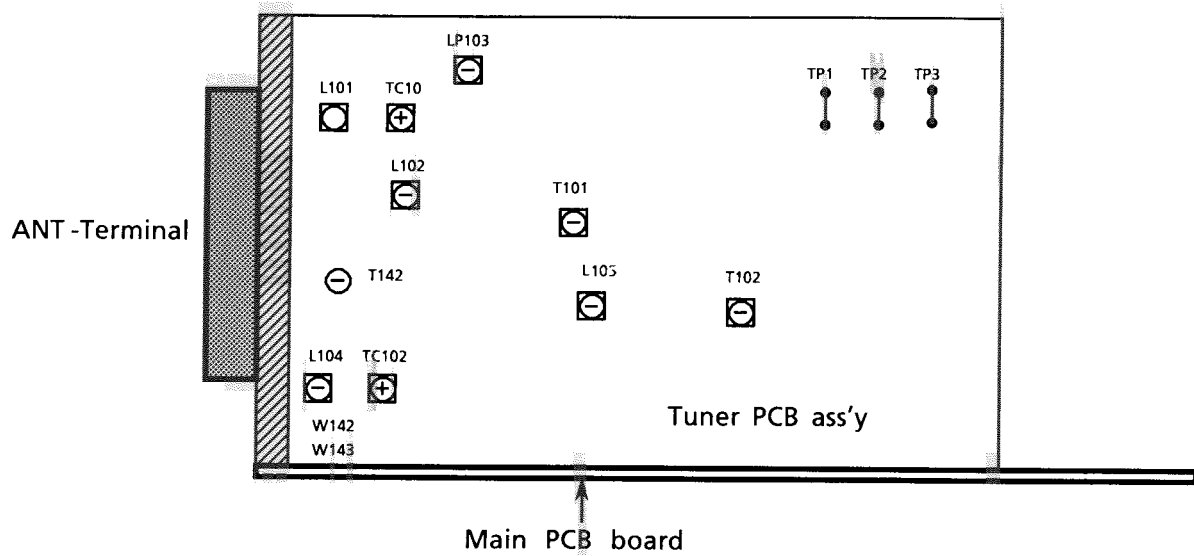 LP103
TP1 TP2 TP3
L101 TC10
L102
T101
ANT-Terminal
T142
L105
T102
L104 TC102
Tuner PCB ass'y
W142
W143
Main PCB board